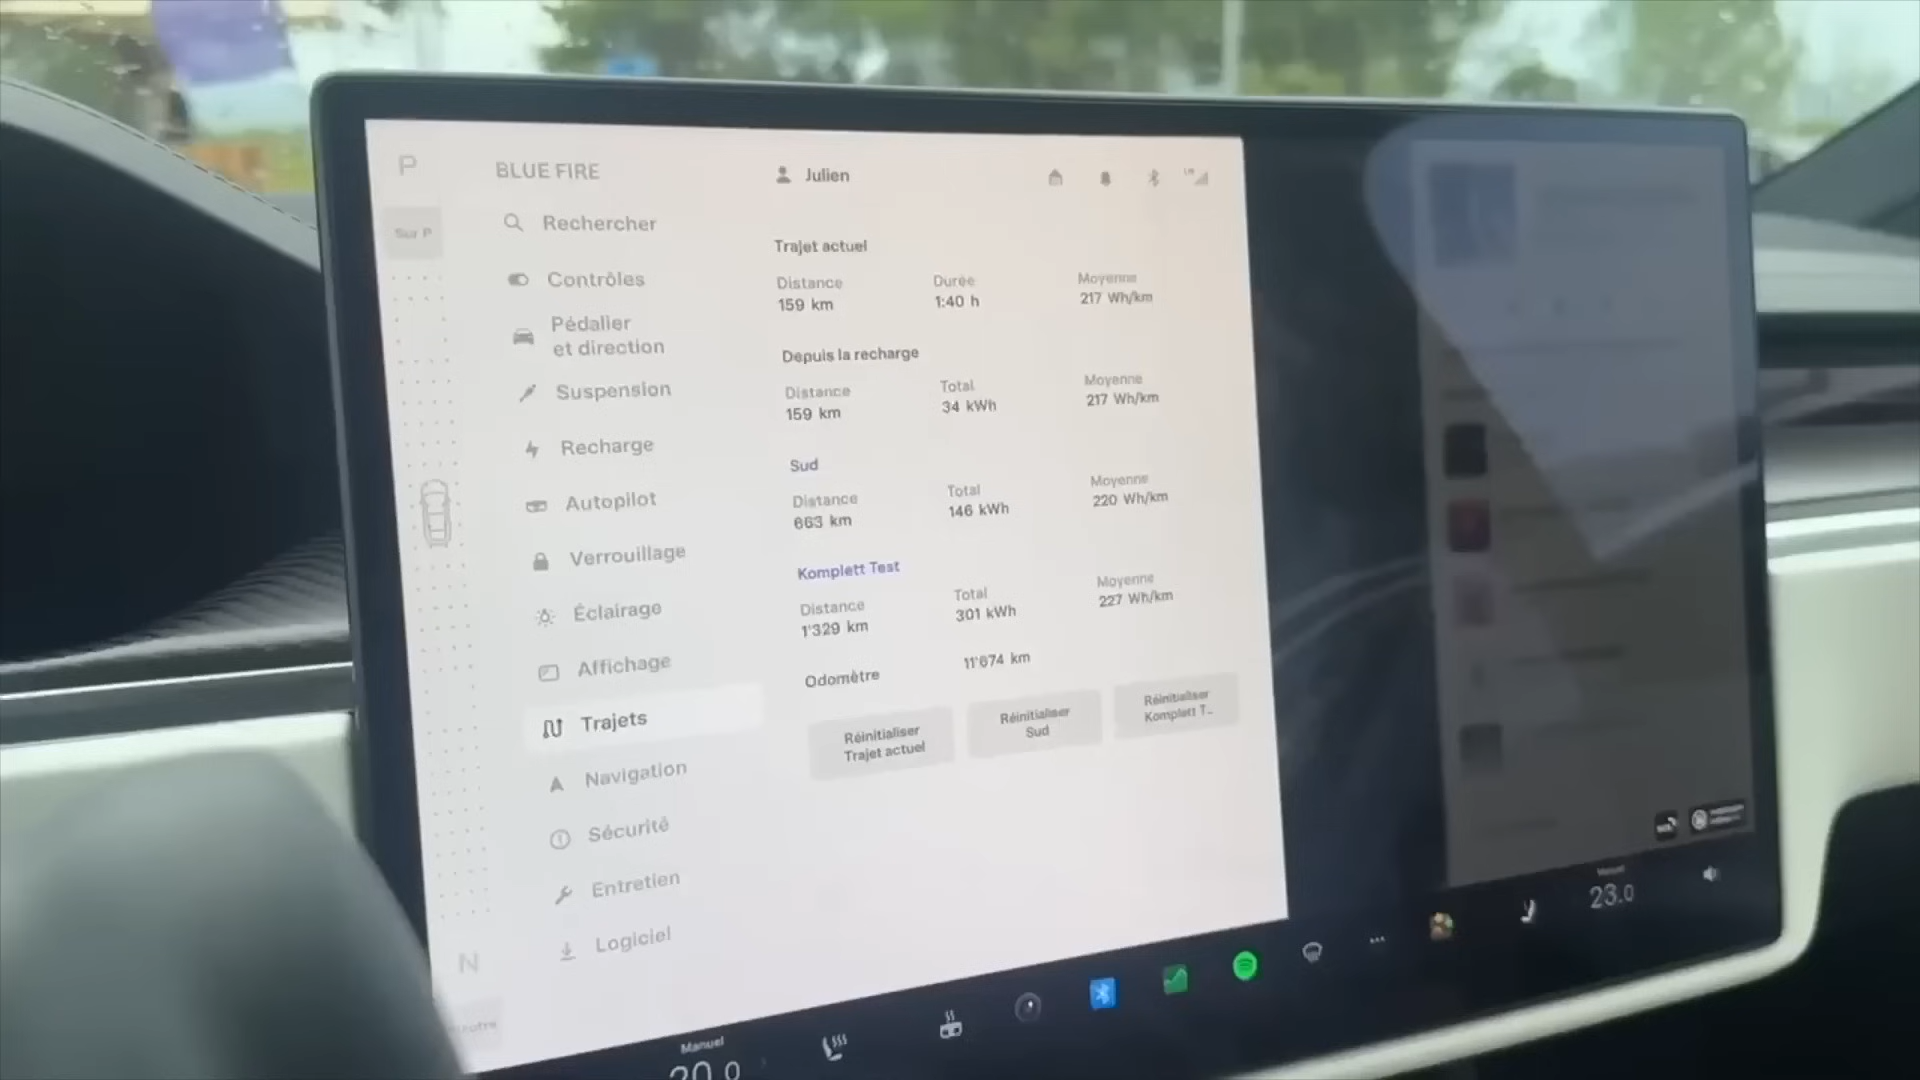 P
BLUE FIRE
Julien
Sur P
Rechercher
Contrôles
Pédalier
et direction
Suspension
Recharge
Autopilot
Verrouillage
Éclairage
Affichage
Trajets
Navigation
Sécurité
Entretien
Logiciel
N
Trajet actuel
Distance
Durée
Moyenne
159 km
1:40 h
217 Wh/km
Depuis la recharge
Distance
Total
Moyenne
159 km
34 kWh
217 Wh/km
Sud
Distance
Total
Moyenne
663 km
146 kWh
220 Wh/km
Komplett Test
Distance
Total
Moyenne
1'329 km
301 kWh
227 Wh/km
Odomètre
11'674 km
Réinitialiser
Trajet actuel
Réinitialiser
Sud
Réinitialiser
Komplett T...
Manuel
20.0
Manuel
23.0